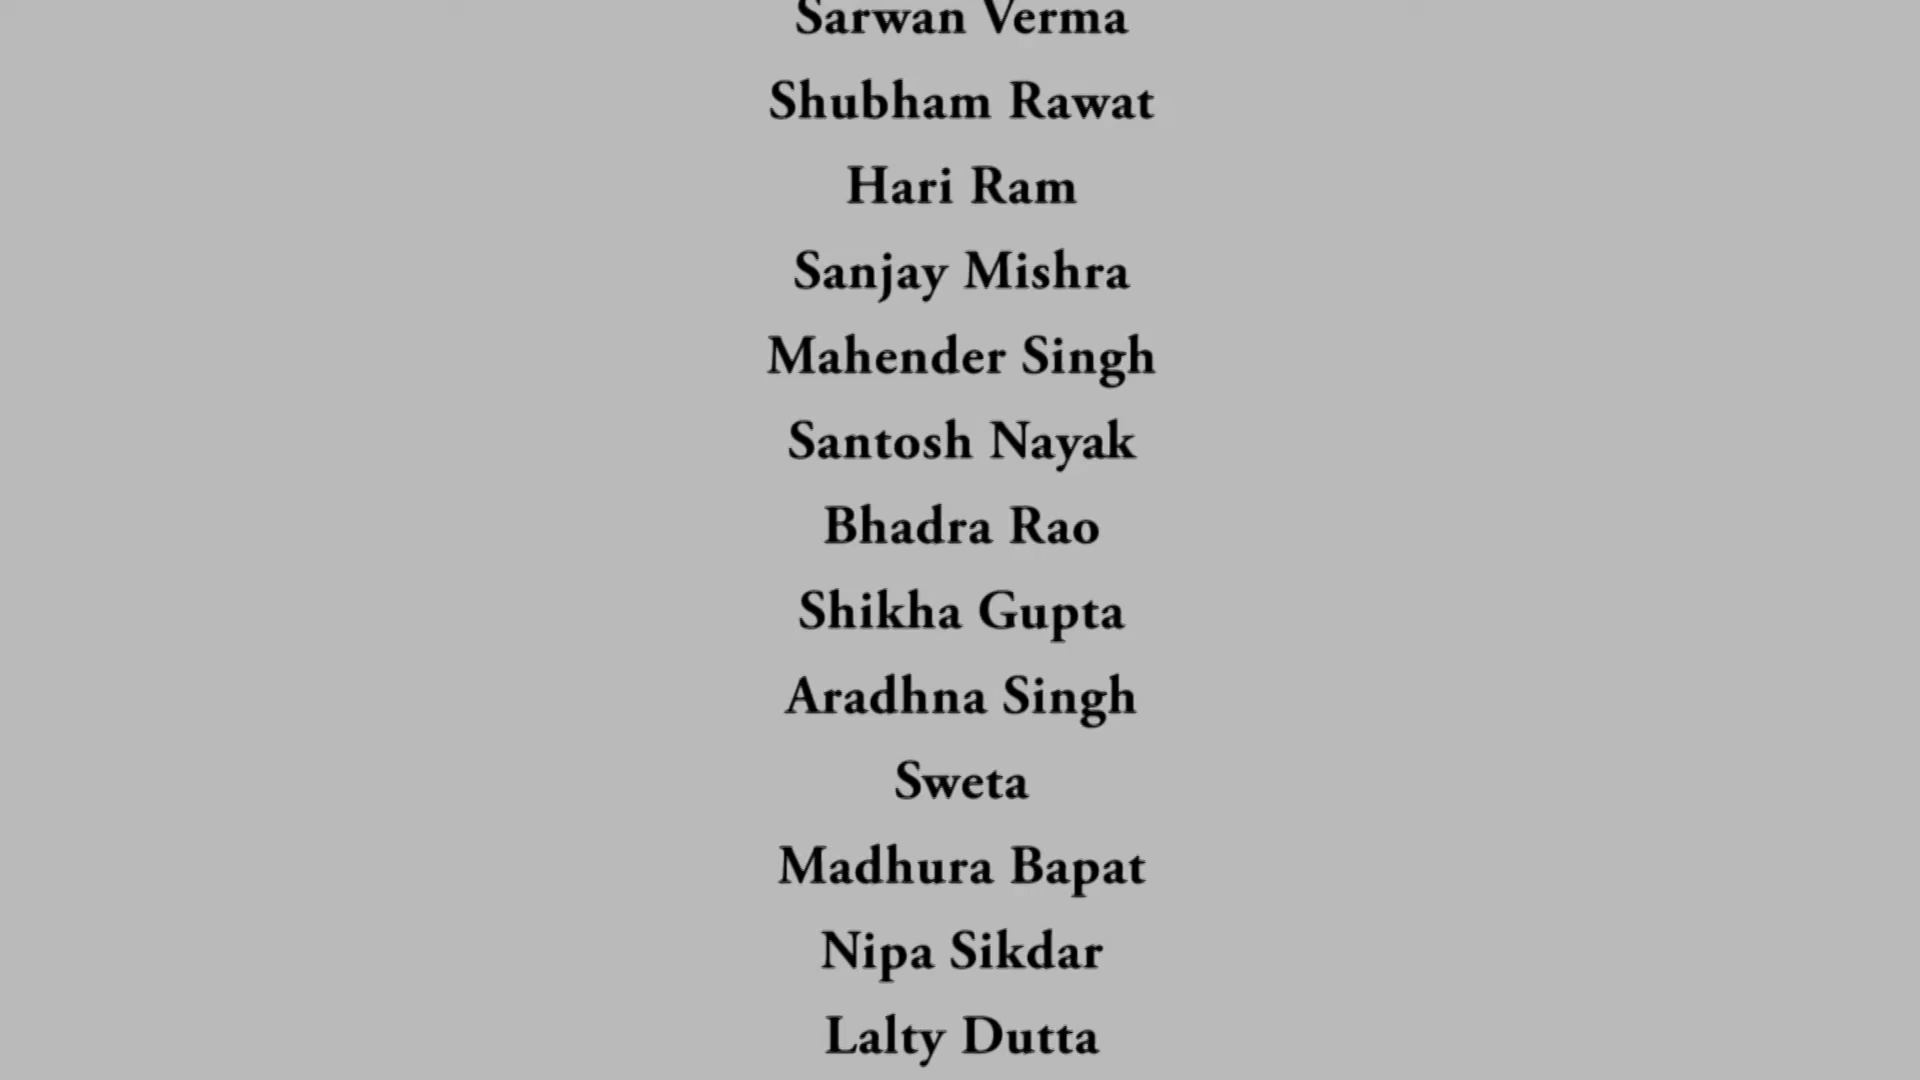 Sarwan Verma
Shubham Rawat
Hari Ram
Sanjay Mishra
Mahender Singh
Santosh Nayak
Bhadra Rao
Shikha Gupta
Aradhna Singh
Sweta
Madhura Bapat
Nipa Sikdar
Lalty Dutta